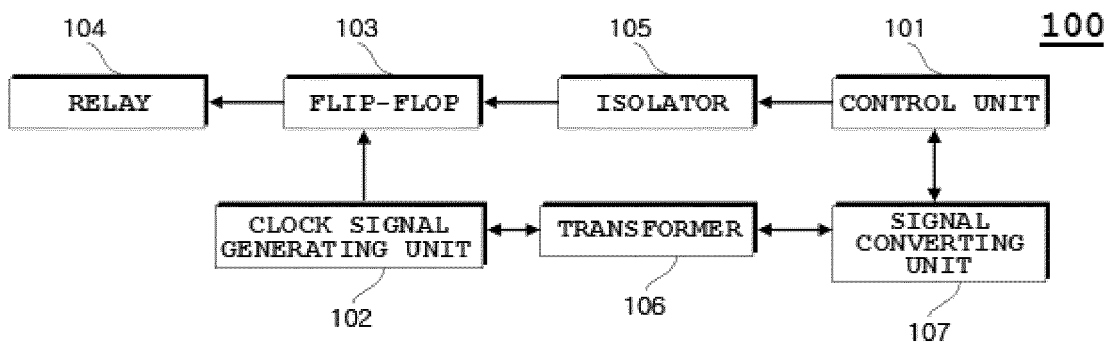 100
104
103
105
101
RELAY
FLIP-FLOP
ISOLATOR
CONTROL UNIT
CLOCK SIGNAL
GENERATING UNIT
TRANSFORMER
SIGNAL
CONVERTING
UNIT
102
106
107